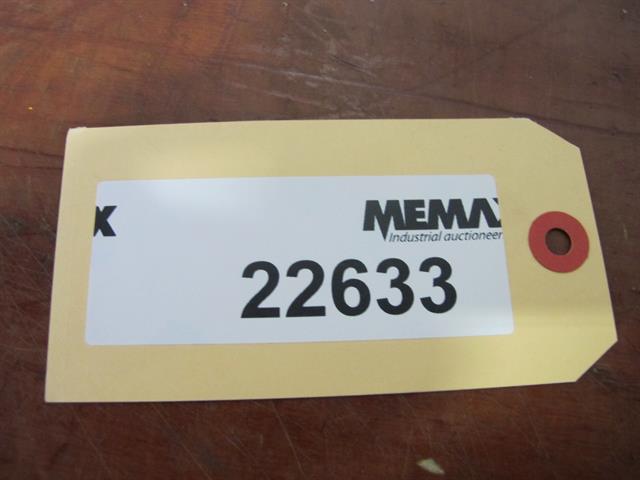 X
MEMAX
Industrial auctioneer
22633